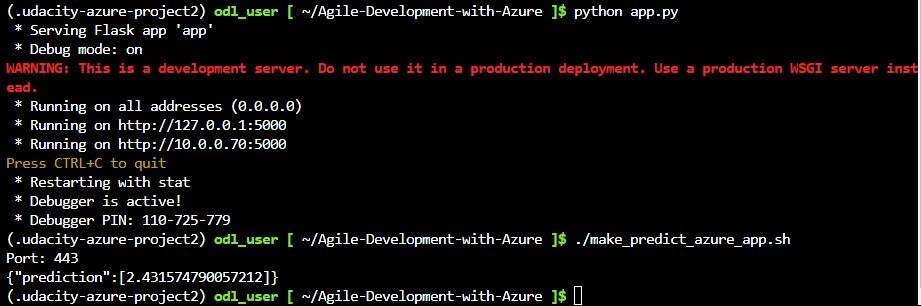 (.udacity-azure-project2) odl_user [ ~/Agile-Development-with-Azure ]$ python app.py
 * Serving Flask app 'app'
 * Debug mode: on
WARNING: This is a development server. Do not use it in a production deployment. Use a production WSGI server inst
ead.
 * Running on all addresses (0.0.0.0)
 * Running on http://127.0.0.1:5000
 * Running on http://10.0.0.70:5000
Press CTRL+C to quit
 * Restarting with stat
 * Debugger is active!
 * Debugger PIN: 110-725-779
(.udacity-azure-project2) odl_user [ ~/Agile-Development-with-Azure ]$ ./make_predict_azure_app.sh
Port: 443
{"prediction":[2.431574790057212]}
(.udacity-azure-project2) odl_user [ ~/Agile-Development-with-Azure ]$